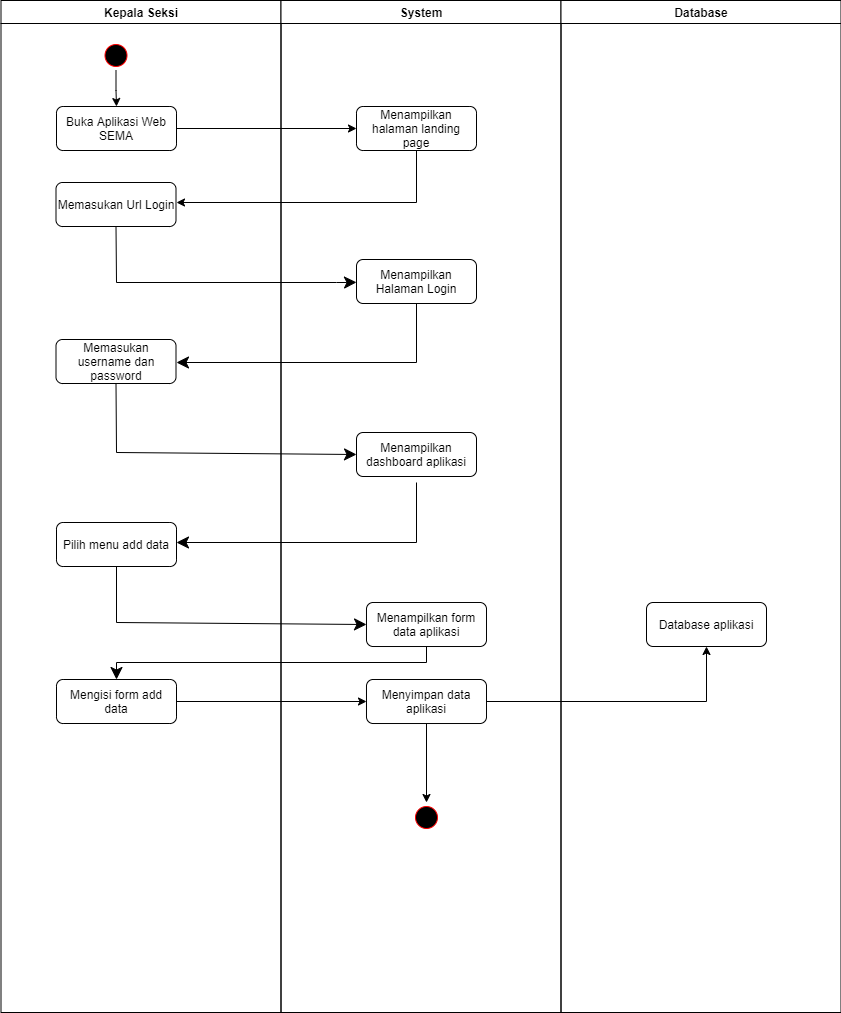 Kepala Seksi
System
Database
Buka Aplikasi Web
SEMA
Menampilkan
halaman landing
page
Memasukan Url Login
Menampilkan
Halaman Login
Memasukan
username dan
password
Menampilkan
dashboard aplikasi
Pilih menu add data
Menampilkan form
data aplikasi
Database aplikasi
Mengisi form add
data
Menyimpan data
aplikasi